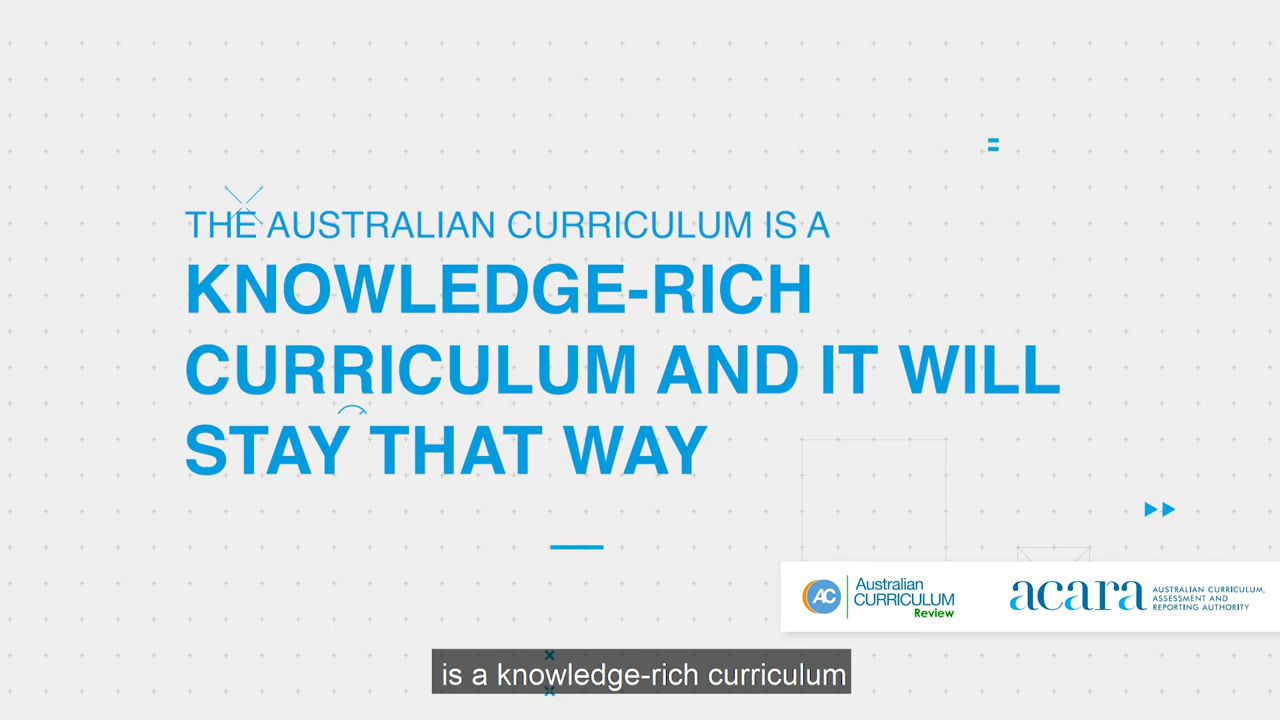 THE AUSTRALIAN CURRICULUM IS A
KNOWLEDGE-RICH
CURRICULUM AND IT WILL
STAY THAT WAY
AC
Australian
CURRICULUM
Review
acara
AUSTRALIAN CURRICULUM,
ASSESSMENT AND
REPORTING AUTHORITY
is a knowledge-rich curriculum